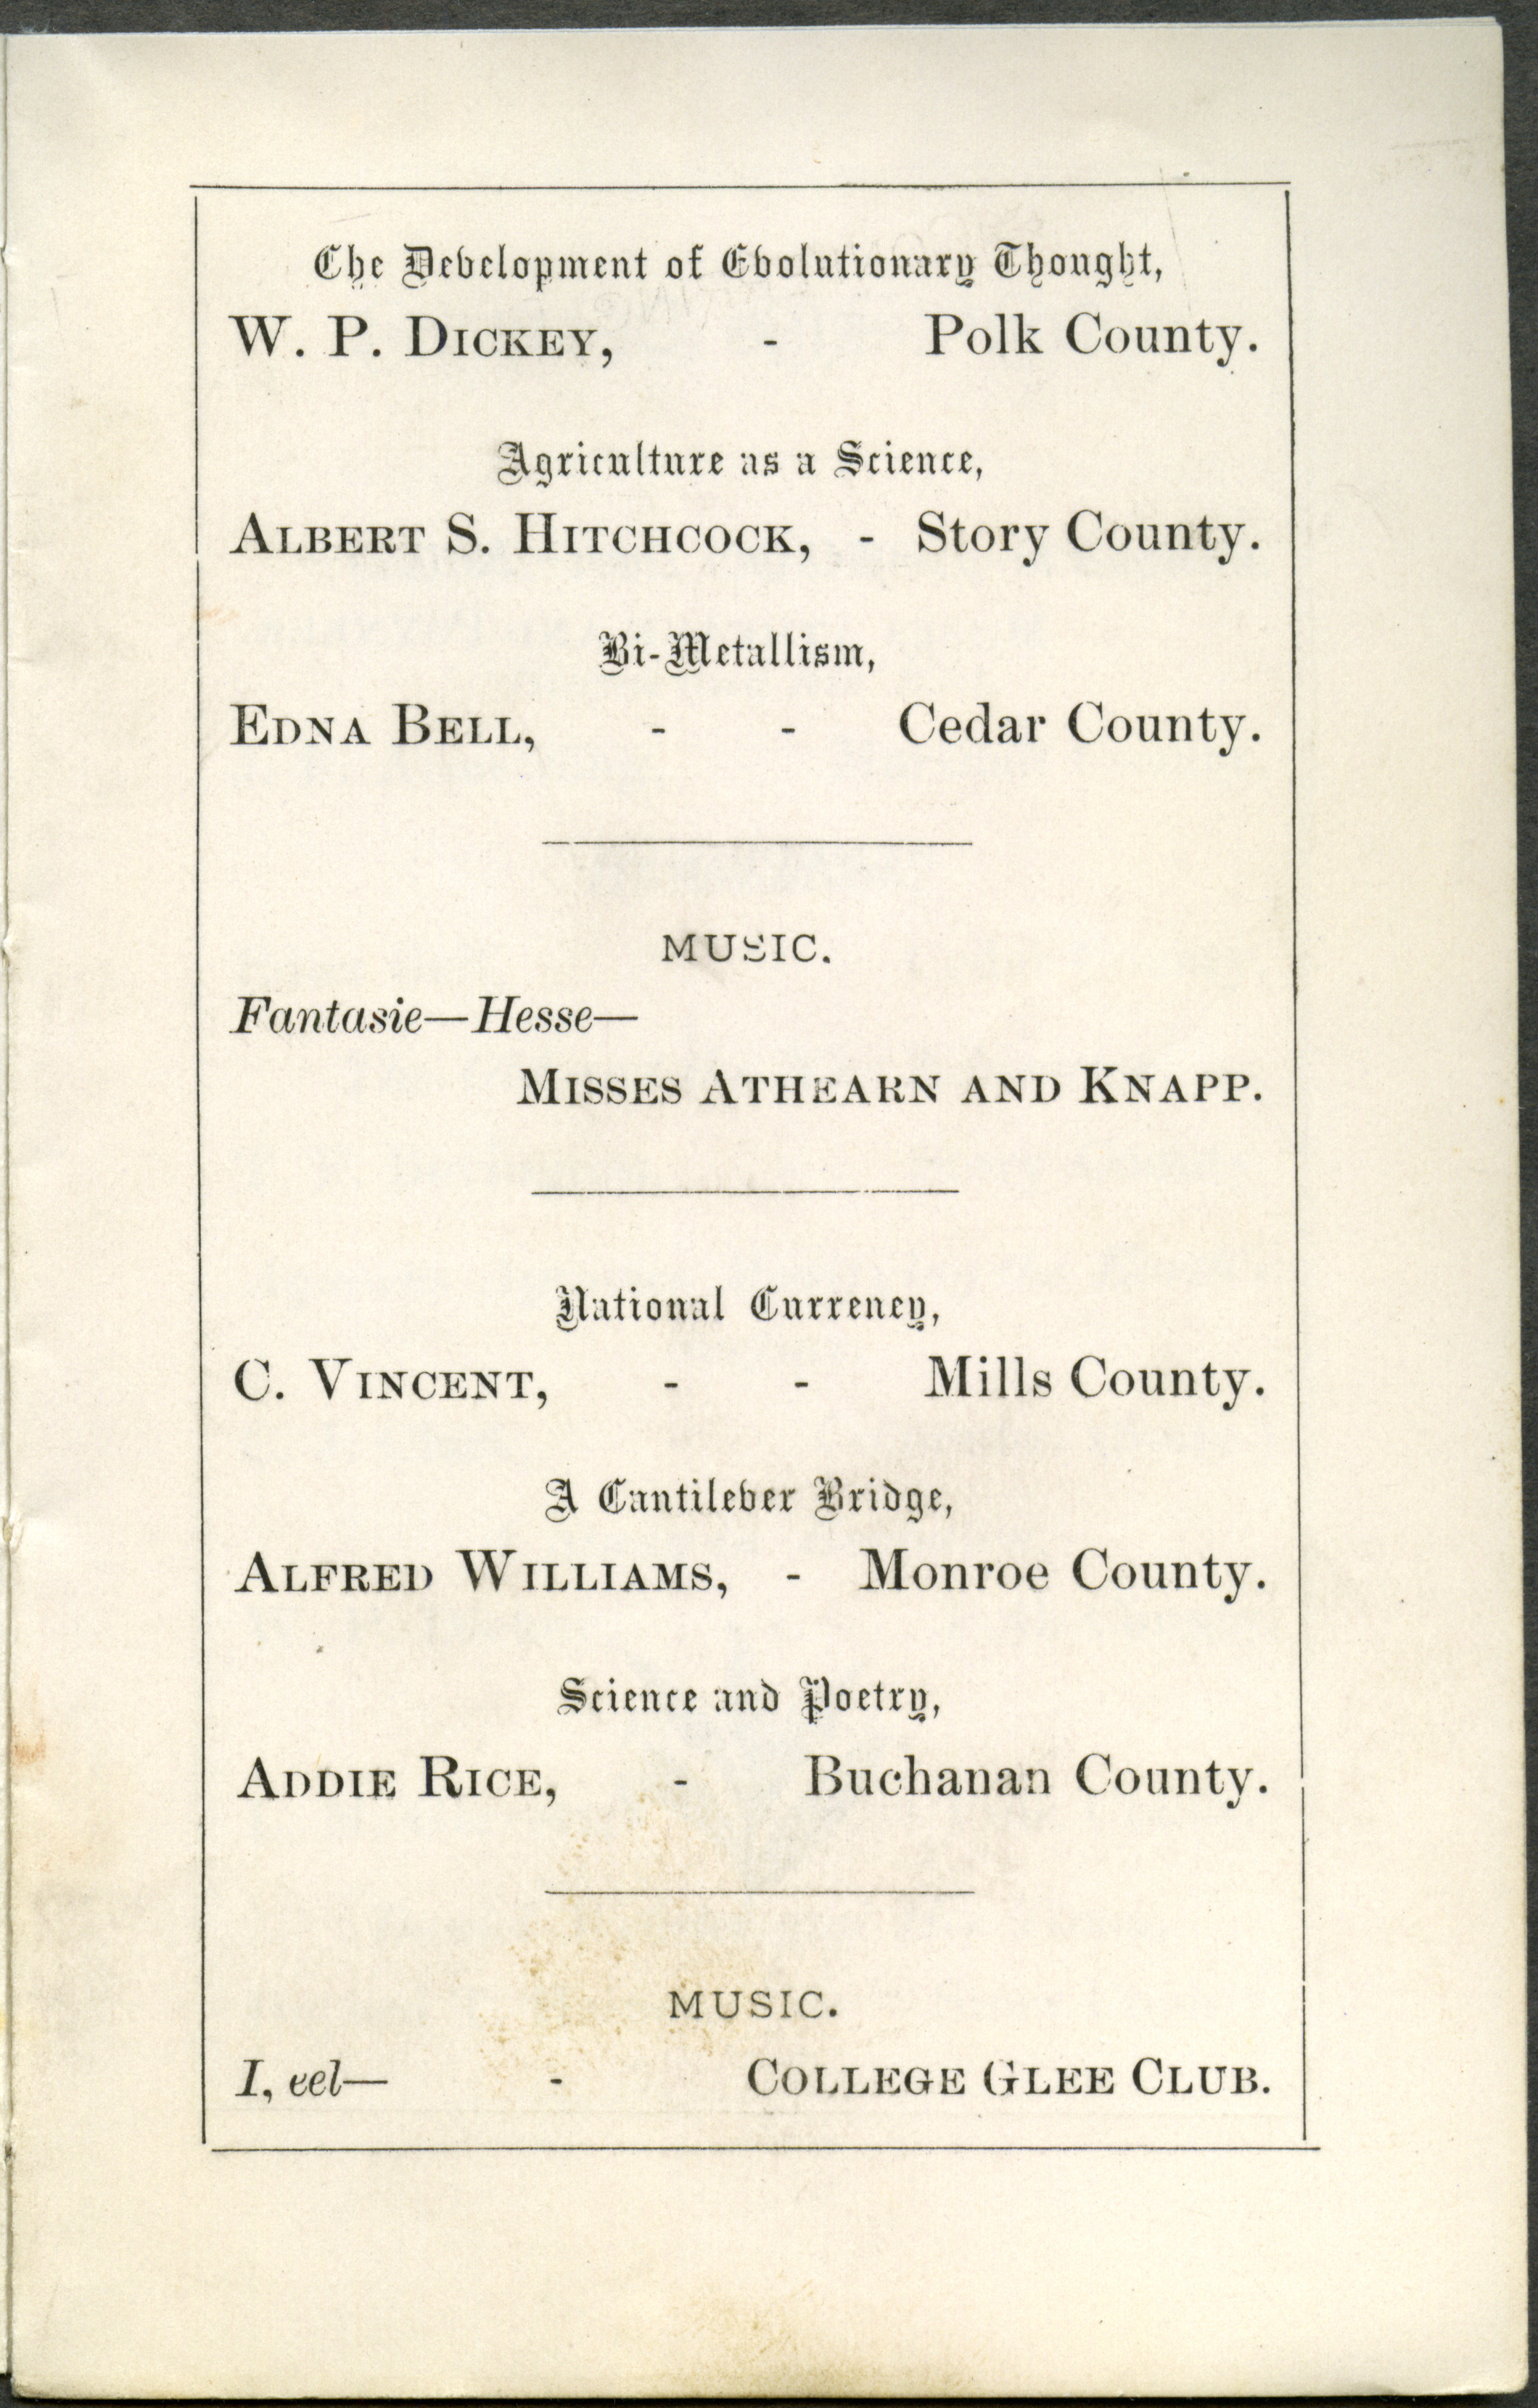 The Development of Evolutionary Thought,
W. P. DICKEY, - Polk County.
Agriculture as a Science,
ALBERT S. HITCHCOCK, - Story County.
Bi-Metallism,
EDNA BELL, - - Cedar County.
MUSIC.
Fantasie—Hesse—
MISSES ATHEARN AND KNAPP.
National Currency,
C. VINCENT, - - Mills County.
A Cantilever Bridge,
ALFRED WILLIAMS, - Monroe County.
Science and Poetry,
ADDIE RICE, - Buchanan County.
MUSIC.
I, eel— - COLLEGE GLEE CLUB.